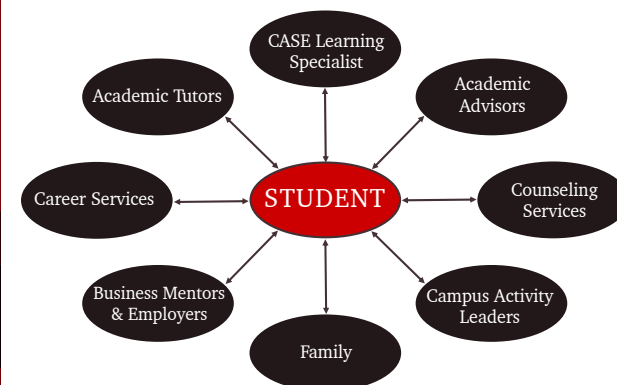 CASE Learning
Specialist
Academic Tutors
Academic
Advisors
Career Services
STUDENT
Counseling
Services
Business Mentors
& Employers
Campus Activity
Leaders
Family